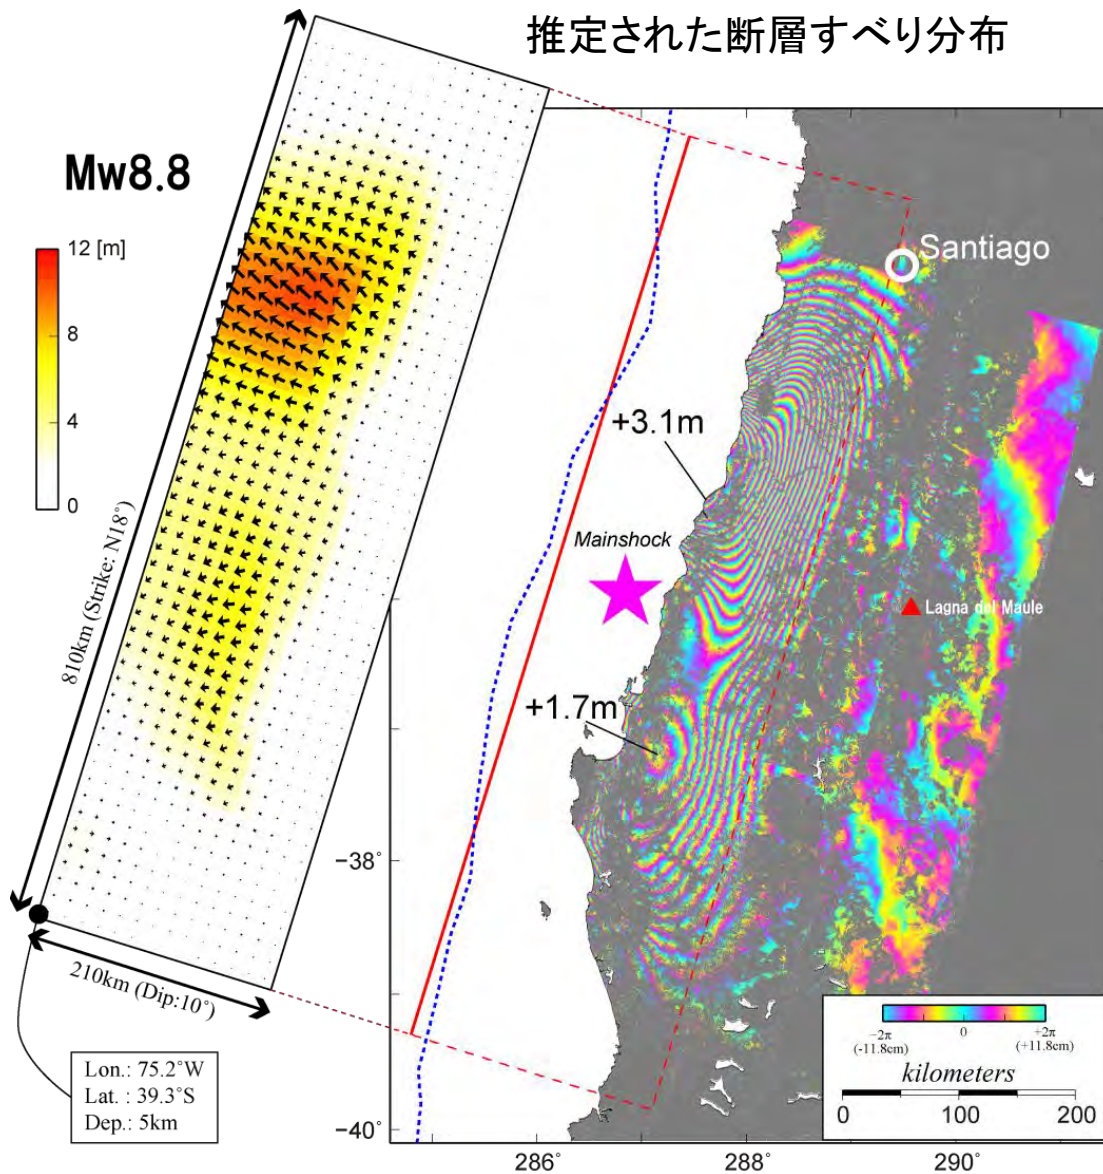 推定された断層すべり分布
Mw8.8
12 [m]
8
4
0
810km (Strike: N18°)
210km (Dip:10°)
Lon.: 75.2°W
Lat. : 39.3°S
Dep.: 5km
Santiago
+3.1m
Mainshock
Lagna del Maule
+1.7m
−38°
−40°
286
288
290°
−2π
(-11.8cm)
0
+2π
(+11.8cm)
kilometers
0 100 200